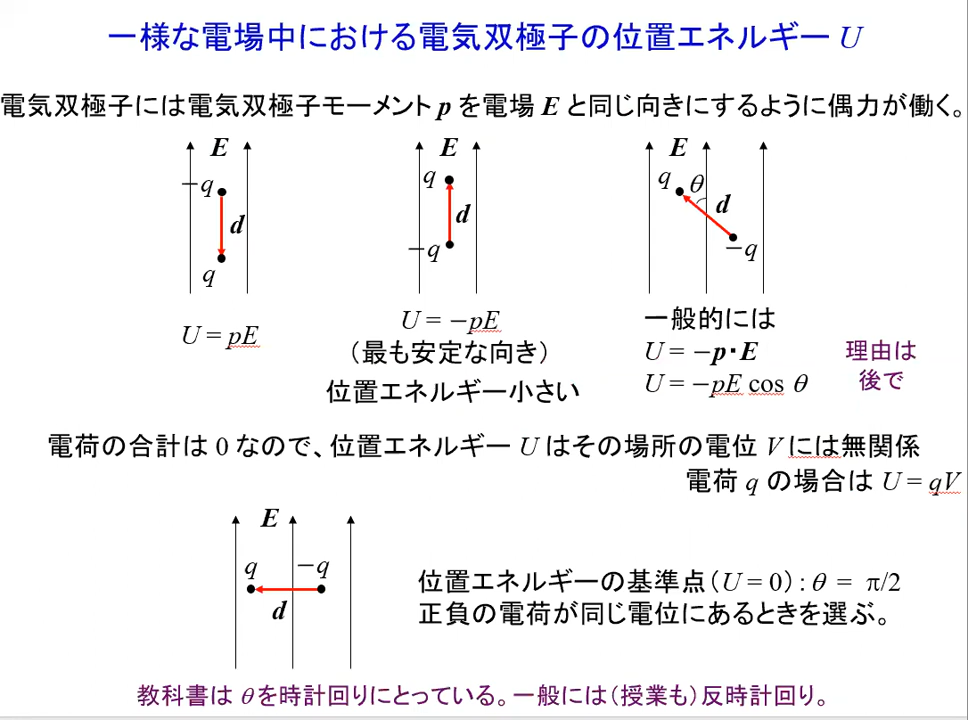 一様な電場中における電気双極子の位置エネルギー U
電気双極子には電気双極子モーメント p を電場 E と同じ向きにするように偶力が働く。
E
−q
d
q
U = pE
E
q
d
−q
U = −pE
（最も安定な向き）
位置エネルギー小さい
E
q
θ
d
−q
一般的には
U = −p・E
U = −pE cos θ
理由は
後で
電荷の合計は 0 なので、位置エネルギー U はその場所の電位 V には無関係
電荷 q の場合は U = qV
E
q
−q
d
位置エネルギーの基準点（U = 0）: θ = π/2
正負の電荷が同じ電位にあるときを選ぶ。
教科書は θ を時計回りにとっている。一般には（授業も）反時計回り。